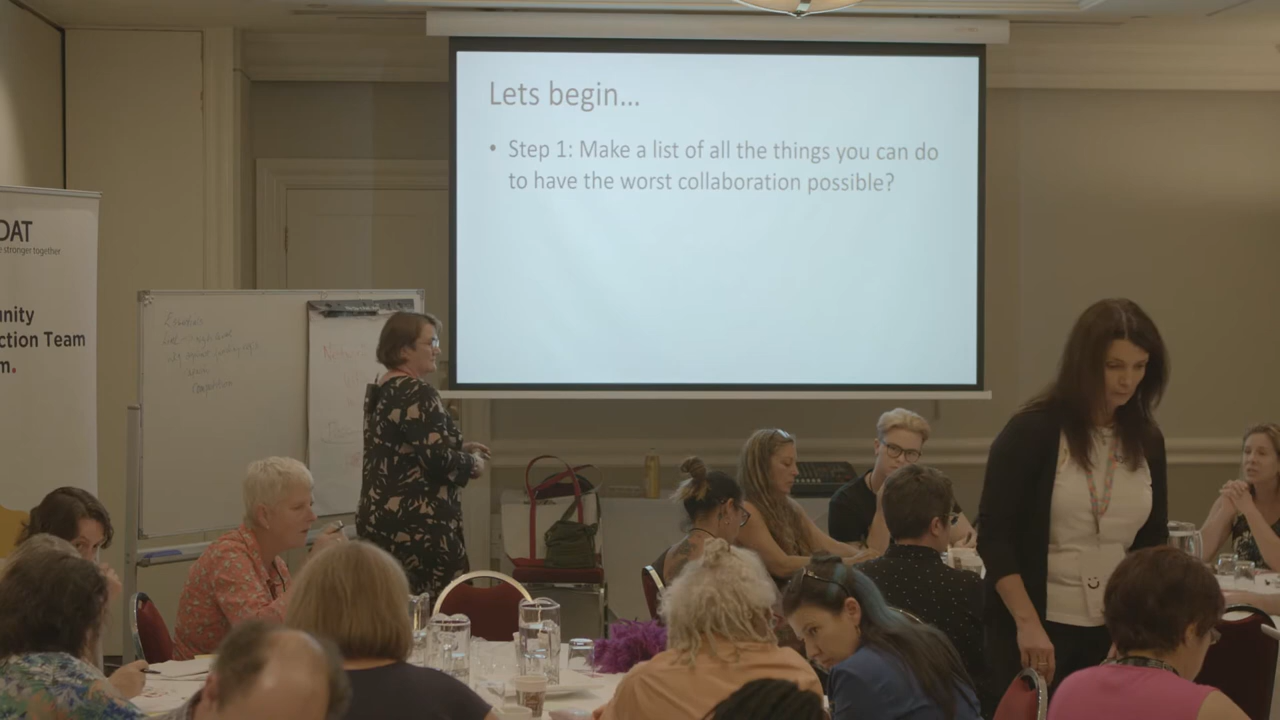 Lets begin...
• Step 1: Make a list of all the things you can do
to have the worst collaboration possible?
DAT
stronger together
unity
ction Team
m.